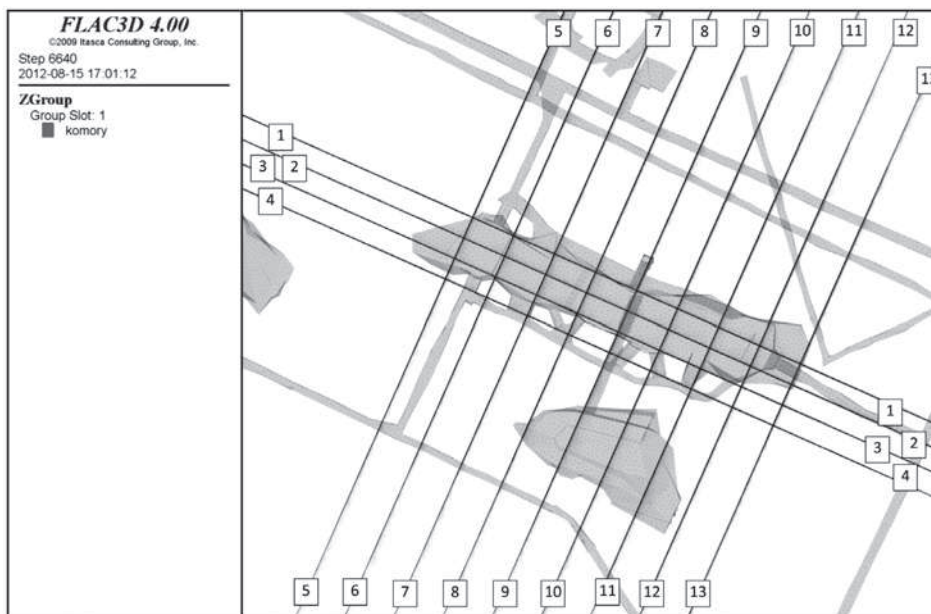 FLAC3D 4.00
©2009 Itasca Consulting Group, Inc.
Step 6640
2012-08-15 17:01:12
ZGroup
Group Slot: 1
komory
5 6 7 8 9 10 11 12
1
3 2
4
1
2
3
4
5 6 7 8 9 10 11 12 13